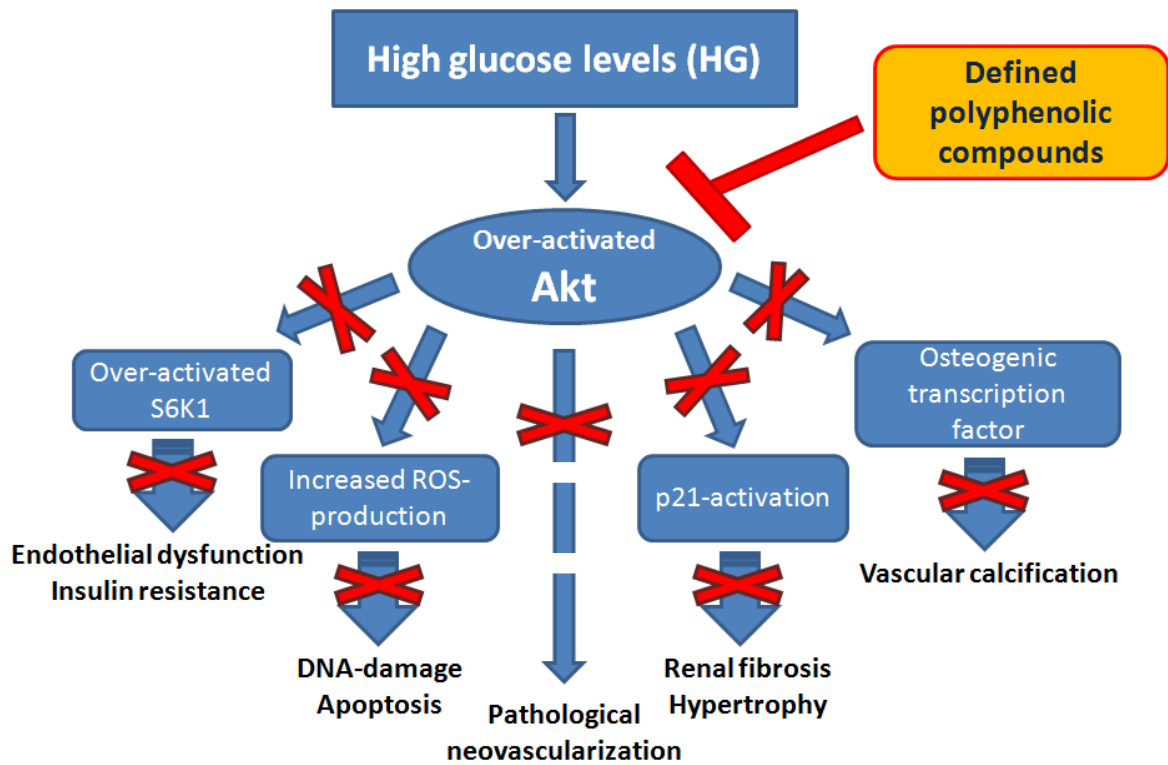 High glucose levels (HG)
Defined
polyphenolic
compounds
Over-activated
Akt
Over-activated
S6K1
Increased ROS-
production
p21-activation
Osteogenic
transcription
factor
Endothelial dysfunction
Insulin resistance
DNA-damage
Apoptosis
Pathological
neovascularization
Renal fibrosis
Hypertrophy
Vascular calcification